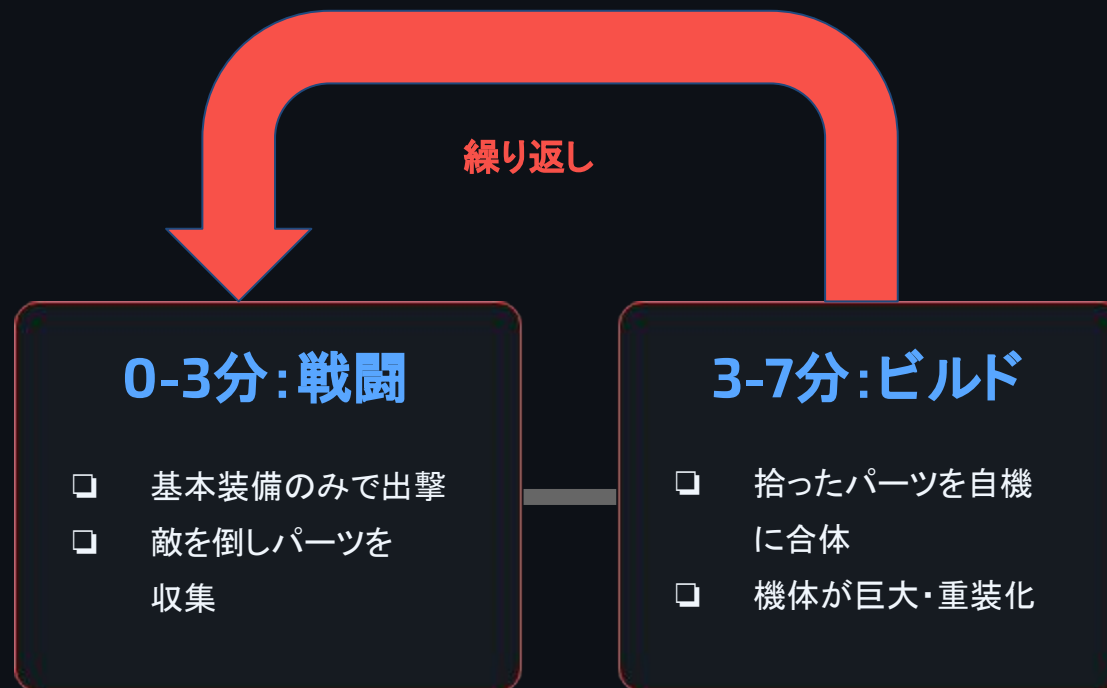 繰り返し
0-3分：戦闘
❏ 基本装備のみで出撃
❏ 敵を倒しパーツを
収集
3-7分：ビルド
❏ 拾ったパーツを自機
に合体
❏ 機体が巨大・重装化